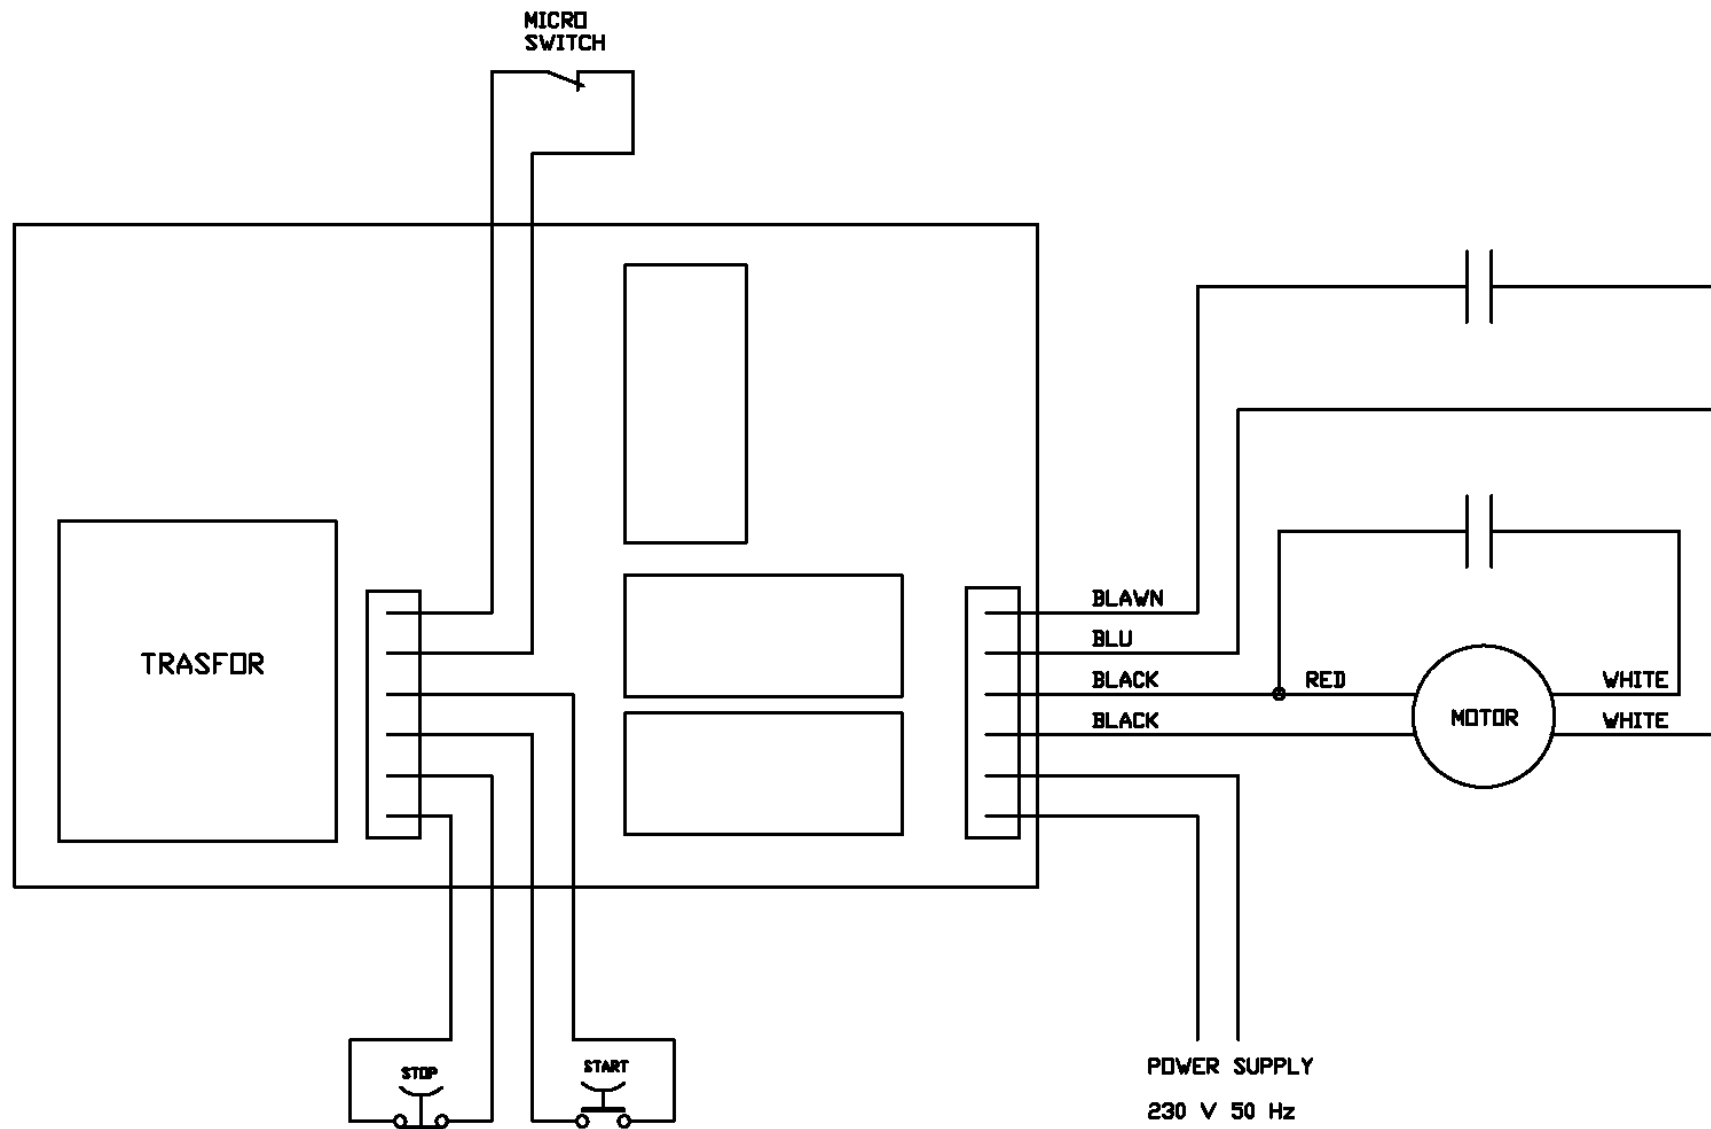 MICRO
SWITCH
BLAWN
TRASFOR
BLU
BLACK
RED
WHITE
BLACK
MOTOR
WHITE
STOP
START
POWER SUPPLY
230 V 50 Hz